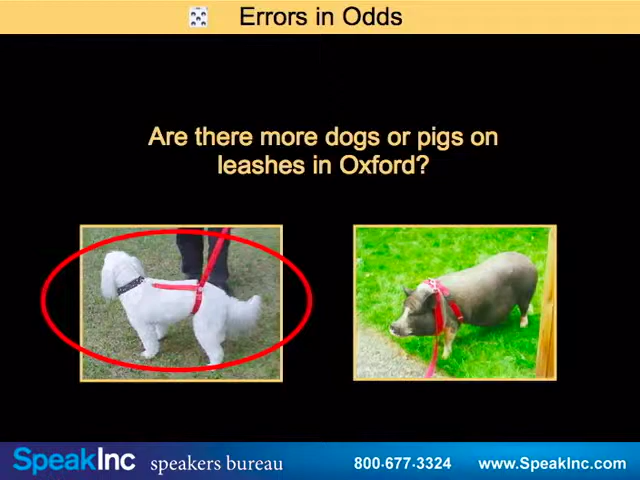 Errors in Odds
Are there more dogs or pigs on
leashes in Oxford?
SpeakInc speakers bureau 800-677-3324 www.SpeakInc.com